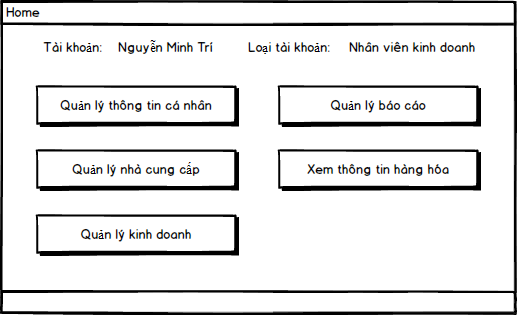 Home
Tài khoản: Nguyễn Minh Trí Loại tài khoản: Nhân viên kinh doanh
Quản lý thông tin cá nhân
Quản lý báo cáo
Quản lý nhà cung cấp
Xem thông tin hàng hóa
Quản lý kinh doanh